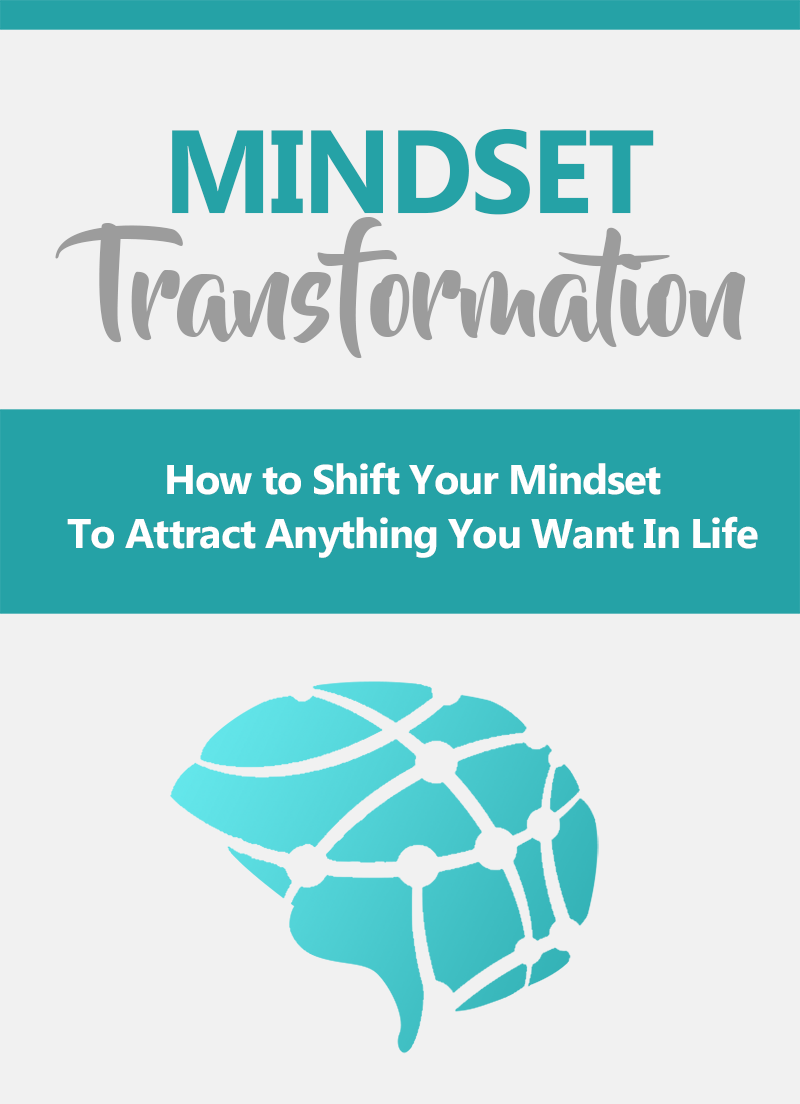 MINDSET
Transformation
How to Shift Your Mindset
To Attract Anything You Want In Life